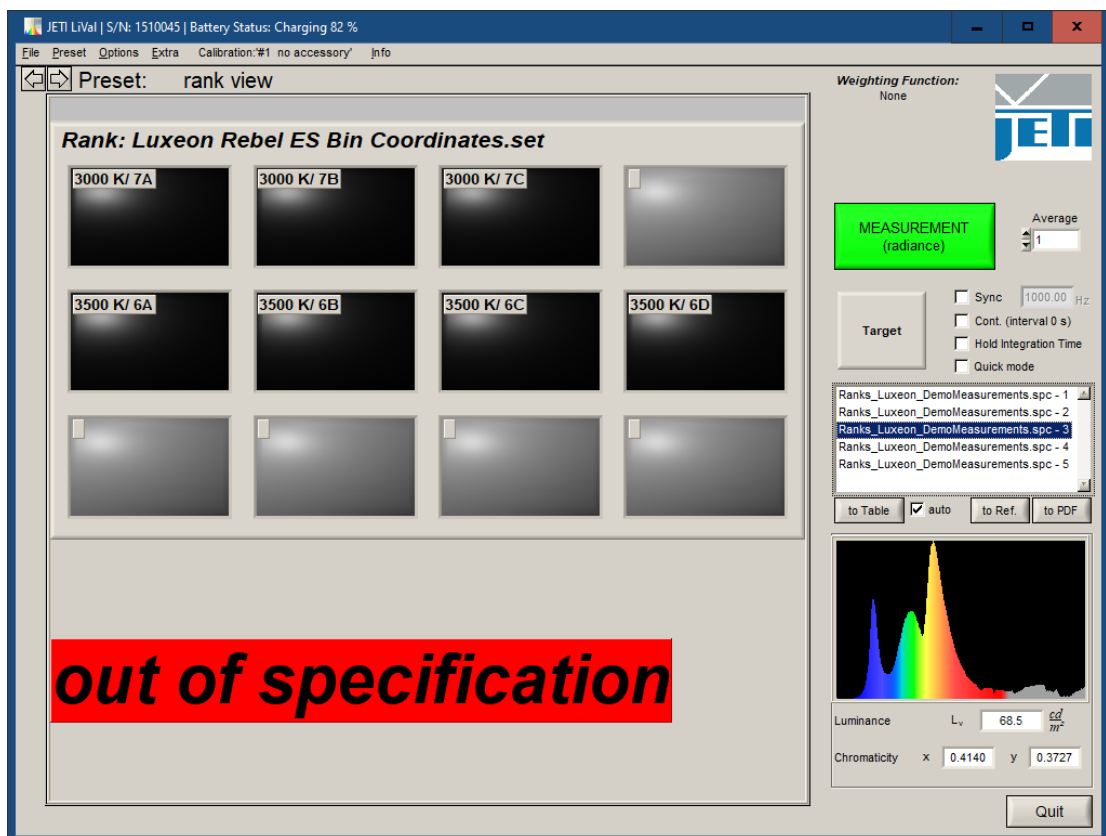 JETI LiVal | S/N: 1510045 | Battery Status: Charging 82 %
File Preset Options Extra Calibration:'#1 no accessory' Info
Preset: rank view
Rank: Luxeon Rebel ES Bin Coordinates.set
3000 K/ 7A 3000 K/ 7B 3000 K/ 7C
3500 K/ 6A 3500 K/ 6B 3500 K/ 6C 3500 K/ 6D
out of specification
Weighting Function:
None
JETI
MEASUREMENT
(radiance)
Average
1
Target
Sync 1000.00 Hz
Cont. (interval 0 s)
Hold Integration Time
Quick mode
Ranks_Luxeon_DemoMeasurements.spc - 1
Ranks_Luxeon_DemoMeasurements.spc - 2
Ranks_Luxeon_DemoMeasurements.spc - 3
Ranks_Luxeon_DemoMeasurements.spc - 4
Ranks_Luxeon_DemoMeasurements.spc - 5
to Table auto to Ref. to PDF
Luminance Lv 68.5 cd/m²
Chromaticity x 0.4140 y 0.3727
Quit